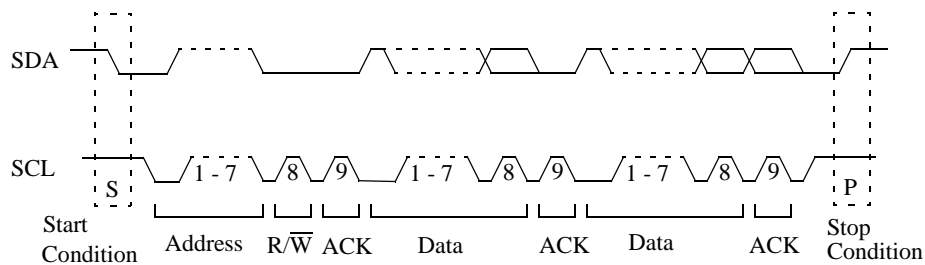 SDA
SCL
S
1 - 7
8
9
1 - 7
8
9
1 - 7
8
9
P
Start
Condition
Address
R/W̅
ACK
Data
ACK
Data
ACK
Stop
Condition